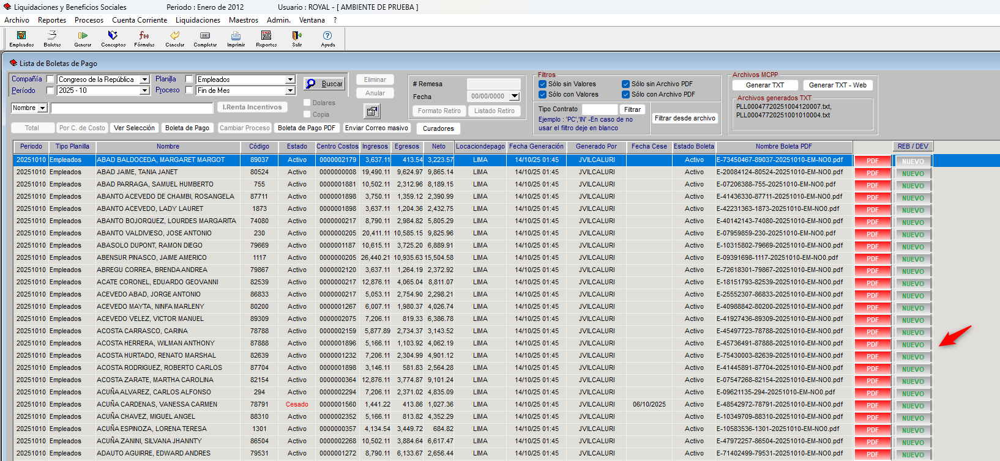 Liquidaciones y Beneficios Sociales Periodo : Enero de 2012 Usuario : ROYAL - [ AMBIENTE DE PRUEBA ]
Archivo Reportes Procesos Cuenta Corriente Liquidaciones Maestros Admin. Ventana ?
Empleados Boletas Generar Conceptos Fórmulas Cancelar Completar Imprimir Reportes Salir Ayuda
Lista de Boletas de Pago
Compañía Congreso de la República Planilla Empleados
Período 2025 - 10 Proceso Fin de Mes
Buscar
Nombre
I.Renta Incentivos
Eliminar
Anular
Dolares
Copia
# Remesa
Fecha 00/00/0000
Formato Retiro Listado Retiro
Filtros
Sólo sin Valores Sólo sin Archivo PDF
Sólo con Valores Sólo con Archivo PDF
Tipo Contrato Filtrar
Ejemplo : 'PC','IN' -En caso de no
usar el filtro deje en blanco
Filtrar desde archivo
Archivos MCPP
Generar TXT Generar TXT - Web
Archivos generados TXT
PLL00047720251004120007.txt,
PLL00047720251001010004.txt
Total Por C. de Costo Ver Selección Boleta de Pago Cambiar Proceso Boleta de Pago PDF Enviar Correo masivo Curadores
Periodo Tipo Planilla Nombre Código Estado Centro Costos Ingresos Egresos Neto Locaciondepago Fecha Generación Generado Por Fecha Cese Estado Boleta Nombre Boleta PDF REB / DEV
20251010 Empleados ABAD BALDOCEDA, MARGARET MARGOT 89037 Activo 0000002179 3,637.11 413.54 3,223.57 LIMA 14/10/25 01:45 JVILCALURI Activo E-73450467-89037-20251010-EM-NO0.pdf PDF NUEVO
20251010 Empleados ABAD JAIME, TANIA JANET 80524 Activo 0000000008 19,490.11 9,624.97 9,865.14 LIMA 14/10/25 01:45 JVILCALURI Activo E-20084124-80524-20251010-EM-NO0.pdf PDF NUEVO
20251010 Empleados ABAD PARRAGA, SAMUEL HUMBERTO 755 Activo 0000001881 10,502.11 2,312.96 8,189.15 LIMA 14/10/25 01:45 JVILCALURI Activo E-07206388-755-20251010-EM-NO0.pdf PDF NUEVO
20251010 Empleados ABANTO ACEVEDO DE CHAMBI, ROSANGELA 87711 Activo 0000001898 3,750.11 1,359.12 2,390.99 LIMA 14/10/25 01:45 JVILCALURI Activo E-41436330-87711-20251010-EM-NO0.pdf PDF NUEVO
20251010 Empleados ABANTO ACEVEDO, LADY LAURET 1873 Activo 0000001898 3,637.11 1,204.36 2,432.75 LIMA 14/10/25 01:45 JVILCALURI Activo E-42231363-1873-20251010-EM-NO0.pdf PDF NUEVO
20251010 Empleados ABANTO BOJORQUEZ, LOURDES MARGARITA 74080 Activo 0000000217 8,790.11 2,984.82 5,805.29 LIMA 14/10/25 01:45 JVILCALURI Activo E-40142143-74080-20251010-EM-NO0.pdf PDF NUEVO
20251010 Empleados ABANTO VALDIVIESO, JOSE ANTONIO 230 Activo 0000000205 20,411.11 10,585.15 9,825.96 LIMA 14/10/25 01:45 JVILCALURI Activo E-07959859-230-20251010-EM-NO0.pdf PDF NUEVO
20251010 Empleados ABASOLO DUPONT, RAMON DIEGO 79669 Activo 0000001187 10,615.11 3,725.20 6,889.91 LIMA 14/10/25 01:45 JVILCALURI Activo E-10315802-79669-20251010-EM-NO0.pdf PDF NUEVO
20251010 Empleados ABENSUR PINASCO, JAIME AMERICO 1117 Activo 0000000205 26,440.21 10,935.63 15,504.58 LIMA 14/10/25 01:45 JVILCALURI Activo E-09391698-1117-20251010-EM-NO0.pdf PDF NUEVO
20251010 Empleados ABREGU CORREA, BRENDA ANDREA 79867 Activo 0000002120 3,637.11 1,264.19 2,372.92 LIMA 14/10/25 01:45 JVILCALURI Activo E-72618301-79867-20251010-EM-NO0.pdf PDF NUEVO
20251010 Empleados ACATE CORONEL, EDUARDO GEOVANNI 82539 Activo 0000000217 12,876.11 4,065.04 8,811.07 LIMA 14/10/25 01:45 JVILCALURI Activo E-18151793-82539-20251010-EM-NO0.pdf PDF NUEVO
20251010 Empleados ACEVEDO ABAD, JORGE ANTONIO 86833 Activo 0000000217 5,053.11 2,754.90 2,298.21 LIMA 14/10/25 01:45 JVILCALURI Activo E-25552307-86833-20251010-EM-NO0.pdf PDF NUEVO
20251010 Empleados ACEVEDO MAYTA, NINFA MARLENY 80200 Activo 0000001267 6,007.11 1,980.37 4,026.74 LIMA 14/10/25 01:45 JVILCALURI Activo E-40988842-80200-20251010-EM-NO0.pdf PDF NUEVO
20251010 Empleados ACEVEDO VELEZ, VICTOR MANUEL 89309 Activo 0000002075 7,206.11 819.33 6,386.78 LIMA 14/10/25 01:45 JVILCALURI Activo E-41927436-89309-20251010-EM-NO0.pdf PDF NUEVO
20251010 Empleados ACOSTA CARRASCO, CARINA 78788 Activo 0000002159 5,877.89 2,734.37 3,143.52 LIMA 14/10/25 01:45 JVILCALURI Activo E-45497723-78788-20251010-EM-NO0.pdf PDF NUEVO
20251010 Empleados ACOSTA HERRERA, WILMAN ANTHONY 87888 Activo 0000001896 5,166.11 1,103.92 4,062.19 LIMA 14/10/25 01:45 JVILCALURI Activo E-45736491-87888-20251010-EM-NO0.pdf PDF NUEVO
20251010 Empleados ACOSTA HURTADO, RENATO MARSHAL 82639 Activo 0000001232 7,206.11 2,304.99 4,901.12 LIMA 14/10/25 01:45 JVILCALURI Activo E-75430003-82639-20251010-EM-NO0.pdf PDF NUEVO
20251010 Empleados ACOSTA RODRIGUEZ, ROBERTO CARLOS 87704 Activo 0000001898 3,146.11 581.83 2,564.28 LIMA 14/10/25 01:45 JVILCALURI Activo E-41445891-87704-20251010-EM-NO0.pdf PDF NUEVO
20251010 Empleados ACOSTA ZARATE, MARTHA CAROLINA 82154 Activo 0000000364 12,876.11 3,774.87 9,101.24 LIMA 14/10/25 01:45 JVILCALURI Activo E-07547268-82154-20251010-EM-NO0.pdf PDF NUEVO
20251010 Empleados ACUÑA ALVAREZ, CARLOS ALFONSO 294 Activo 0000002294 7,206.11 2,371.02 4,835.09 LIMA 14/10/25 01:45 JVILCALURI Activo E-09621135-294-20251010-EM-NO0.pdf PDF NUEVO
20251010 Empleados ACUÑA CARDENAS, VANESSA CARMEN 78791 Cesado 0000001560 1,441.22 413.86 1,027.36 LIMA 14/10/25 01:45 JVILCALURI 06/10/2025 Activo E-48542972-78791-20251010-EM-NO0.pdf PDF NUEVO
20251010 Empleados ACUÑA CHAVEZ, MIGUEL ANGEL 88310 Activo 0000002352 5,166.11 813.82 4,352.29 LIMA 14/10/25 01:45 JVILCALURI Activo E-10349709-88310-20251010-EM-NO0.pdf PDF NUEVO
20251010 Empleados ACUÑA ESPINOZA, LORENA TERESA 1301 Activo 0000000357 4,134.54 3,449.72 684.82 LIMA 14/10/25 01:45 JVILCALURI Activo E-10583536-1301-20251010-EM-NO0.pdf PDF NUEVO
20251010 Empleados ACUÑA ZANINI, SILVANA JHANNTY 86504 Activo 0000002268 10,502.11 3,884.64 6,617.47 LIMA 14/10/25 01:45 JVILCALURI Activo E-47972257-86504-20251010-EM-NO0.pdf PDF NUEVO
20251010 Empleados ADAUTO AGUIRRE, EDWARD ANDRES 79531 Activo 0000001272 8,790.11 6,133.67 2,656.44 LIMA 14/10/25 01:45 JVILCALURI Activo E-71402499-79531-20251010-EM-NO0.pdf PDF NUEVO